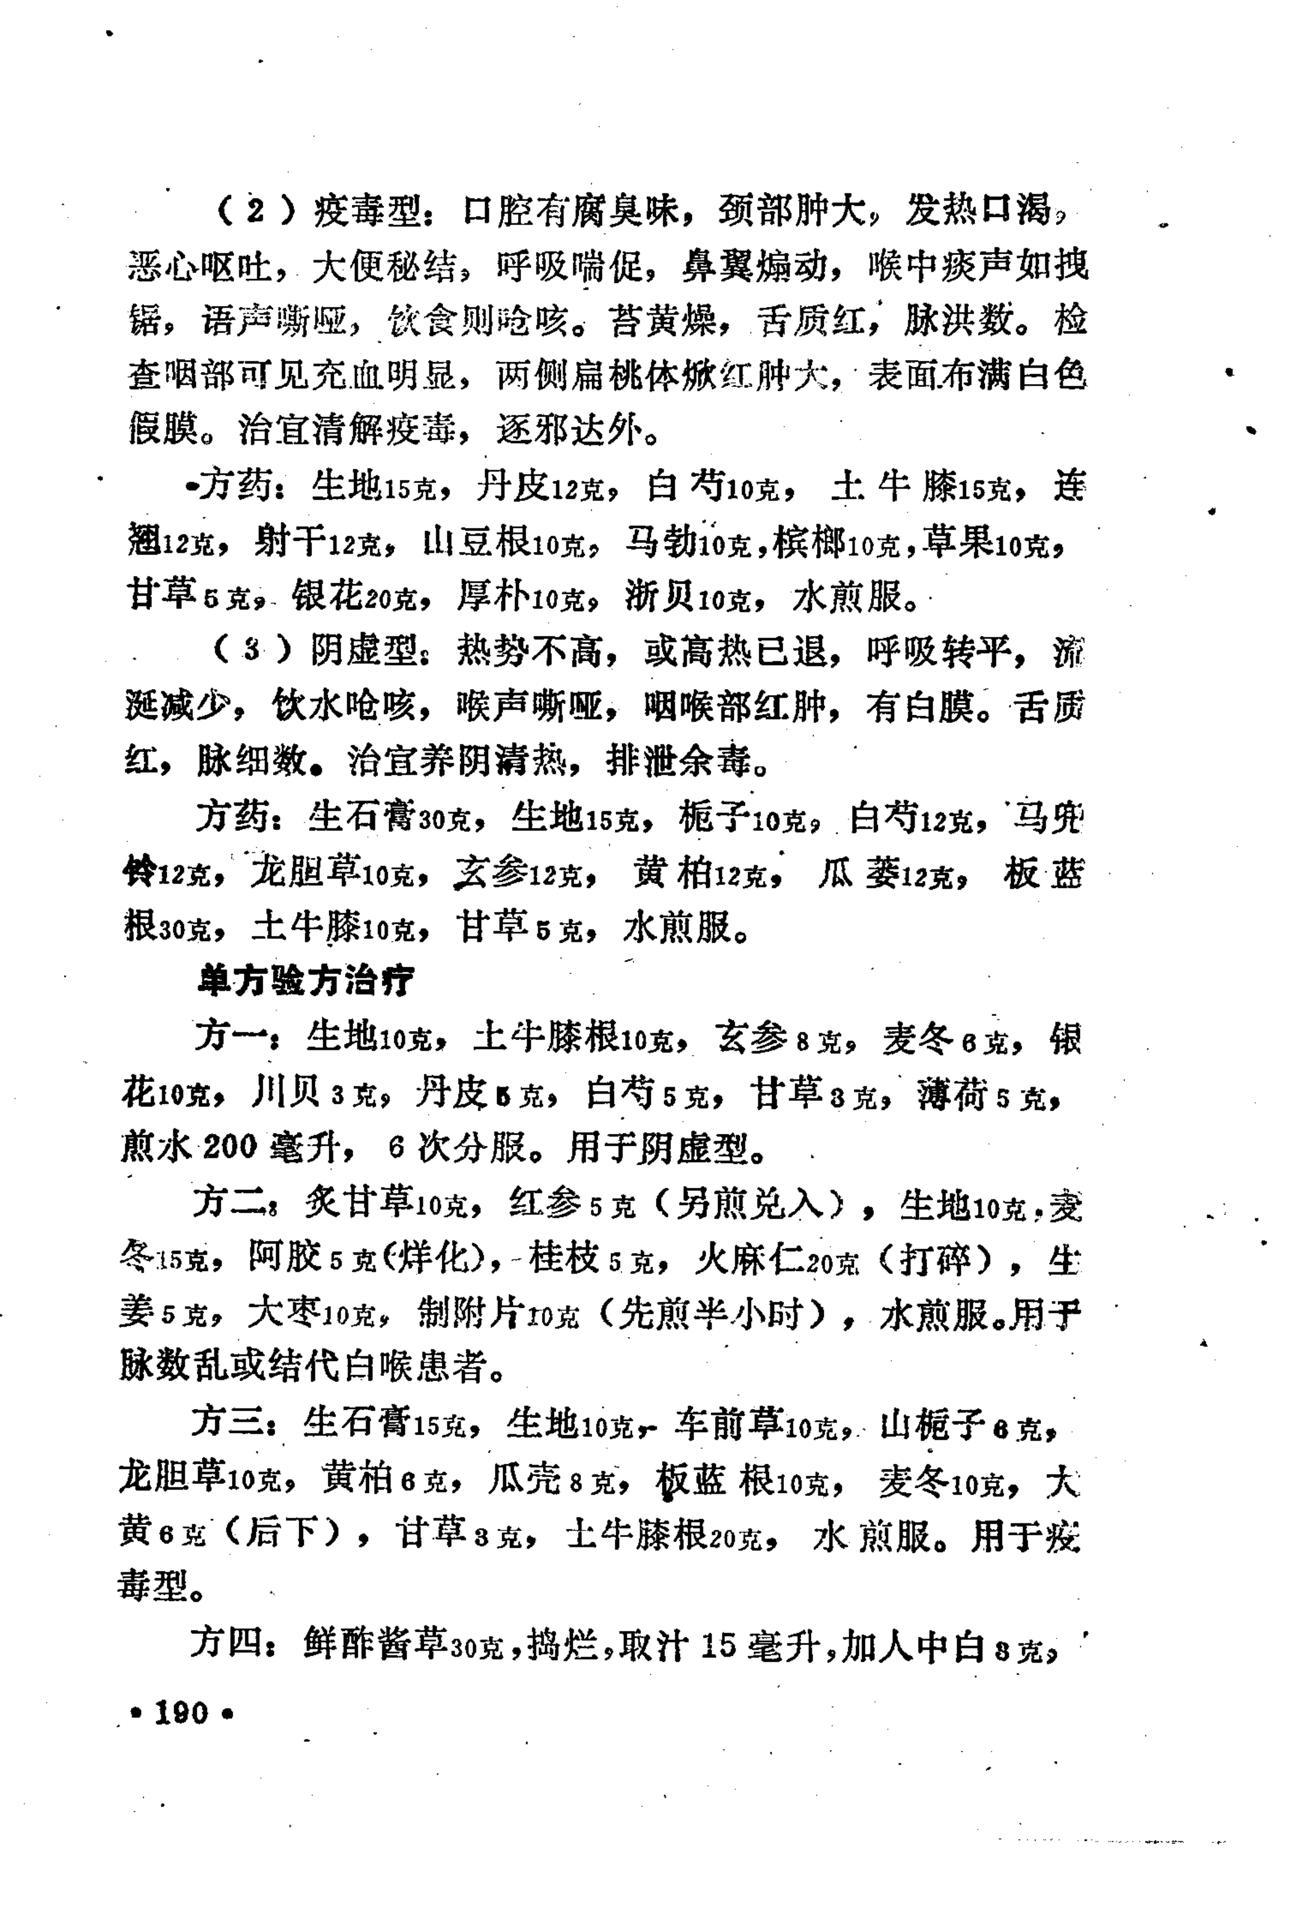 （2）疫毒型：口腔有腐臭味，颈部肿大，发热口渴，
恶心呕吐，大便秘结，呼吸喘促，鼻翼煽动，喉中痰声如拽
锯，语声嘶哑，饮食则呛咳。苔黄燥，舌质红，脉洪数。检
查咽部可见充血明显，两侧扁桃体焮红肿大，表面布满白色
假膜。治宜清解疫毒，逐邪达外。
方药：生地15克，丹皮12克，白芍10克，土牛膝15克，连
翘12克，射干12克，山豆根10克，马勃10克，槟榔10克，草果10克，
甘草5克，银花20克，厚朴10克，浙贝10克，水煎服。
（3）阴虚型：热势不高，或高热已退，呼吸转平，流
涎减少，饮水呛咳，喉声嘶哑，咽喉部红肿，有白膜。舌质
红，脉细数。治宜养阴清热，排泄余毒。
方药：生石膏30克，生地15克，栀子10克，白芍12克，马兜
铃12克，龙胆草10克，玄参12克，黄柏12克，瓜蒌12克，板蓝
根30克，土牛膝10克，甘草5克，水煎服。
单方验方治疗
方一：生地10克，土牛膝根10克，玄参8克，麦冬6克，银
花10克，川贝3克，丹皮5克，白芍5克，甘草3克，薄荷5克，
煎水200毫升，6次分服。用于阴虚型。
方二：炙甘草10克，红参5克（另煎兑入），生地10克，麦
冬15克，阿胶5克（烊化），桂枝5克，火麻仁20克（打碎），生
姜5克，大枣10克，制附片10克（先煎半小时），水煎服。用于
脉数乱或结代白喉患者。
方三：生石膏15克，生地10克，车前草10克，山栀子6克，
龙胆草10克，黄柏6克，瓜壳8克，板蓝根10克，麦冬10克，大
黄6克（后下），甘草3克，土牛膝根20克，水煎服。用于疫
毒型。
方四：鲜酢酱草30克，捣烂，取汁15毫升，加人中白3克，
•190•